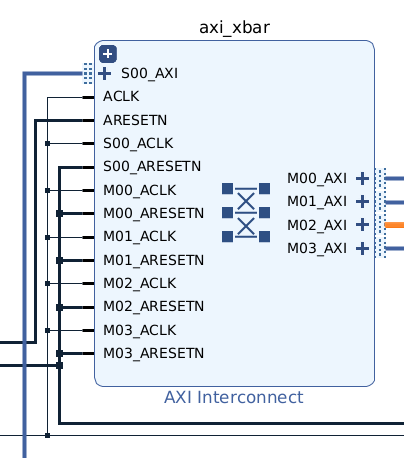 axi_xbar
S00_AXI
ACLK
ARESETN
S00_ACLK
S00_ARESETN
M00_ACLK
M00_ARESETN
M01_ACLK
M01_ARESETN
M02_ACLK
M02_ARESETN
M03_ACLK
M03_ARESETN
M00_AXI
M01_AXI
M02_AXI
M03_AXI
AXI Interconnect